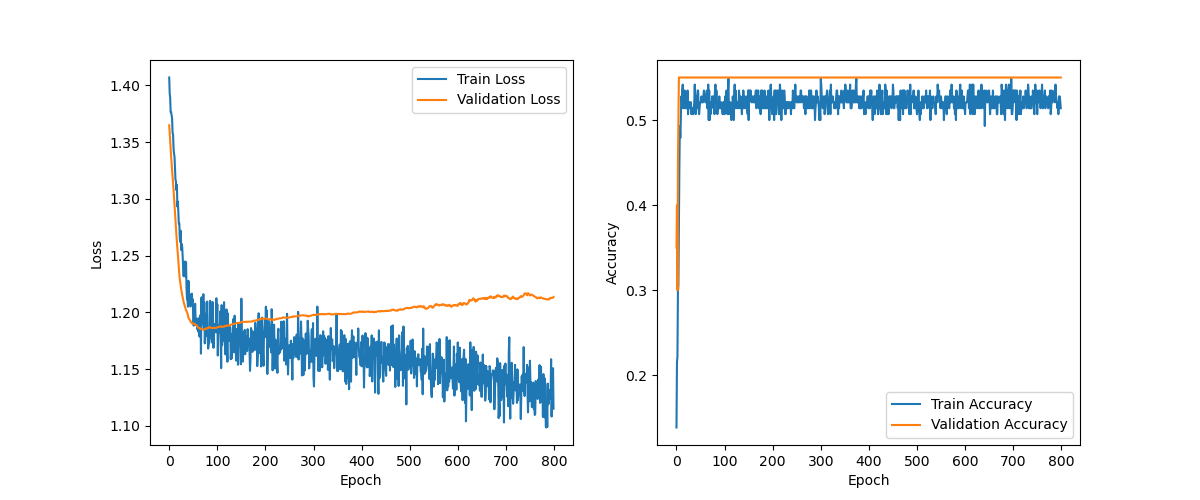 Train Loss
Validation Loss
1.40
1.35
1.30
1.25
1.20
1.15
1.10
Loss
0 100 200 300 400 500 600 700 800
Epoch
0.5
0.4
0.3
0.2
Accuracy
Train Accuracy
Validation Accuracy
0 100 200 300 400 500 600 700 800
Epoch